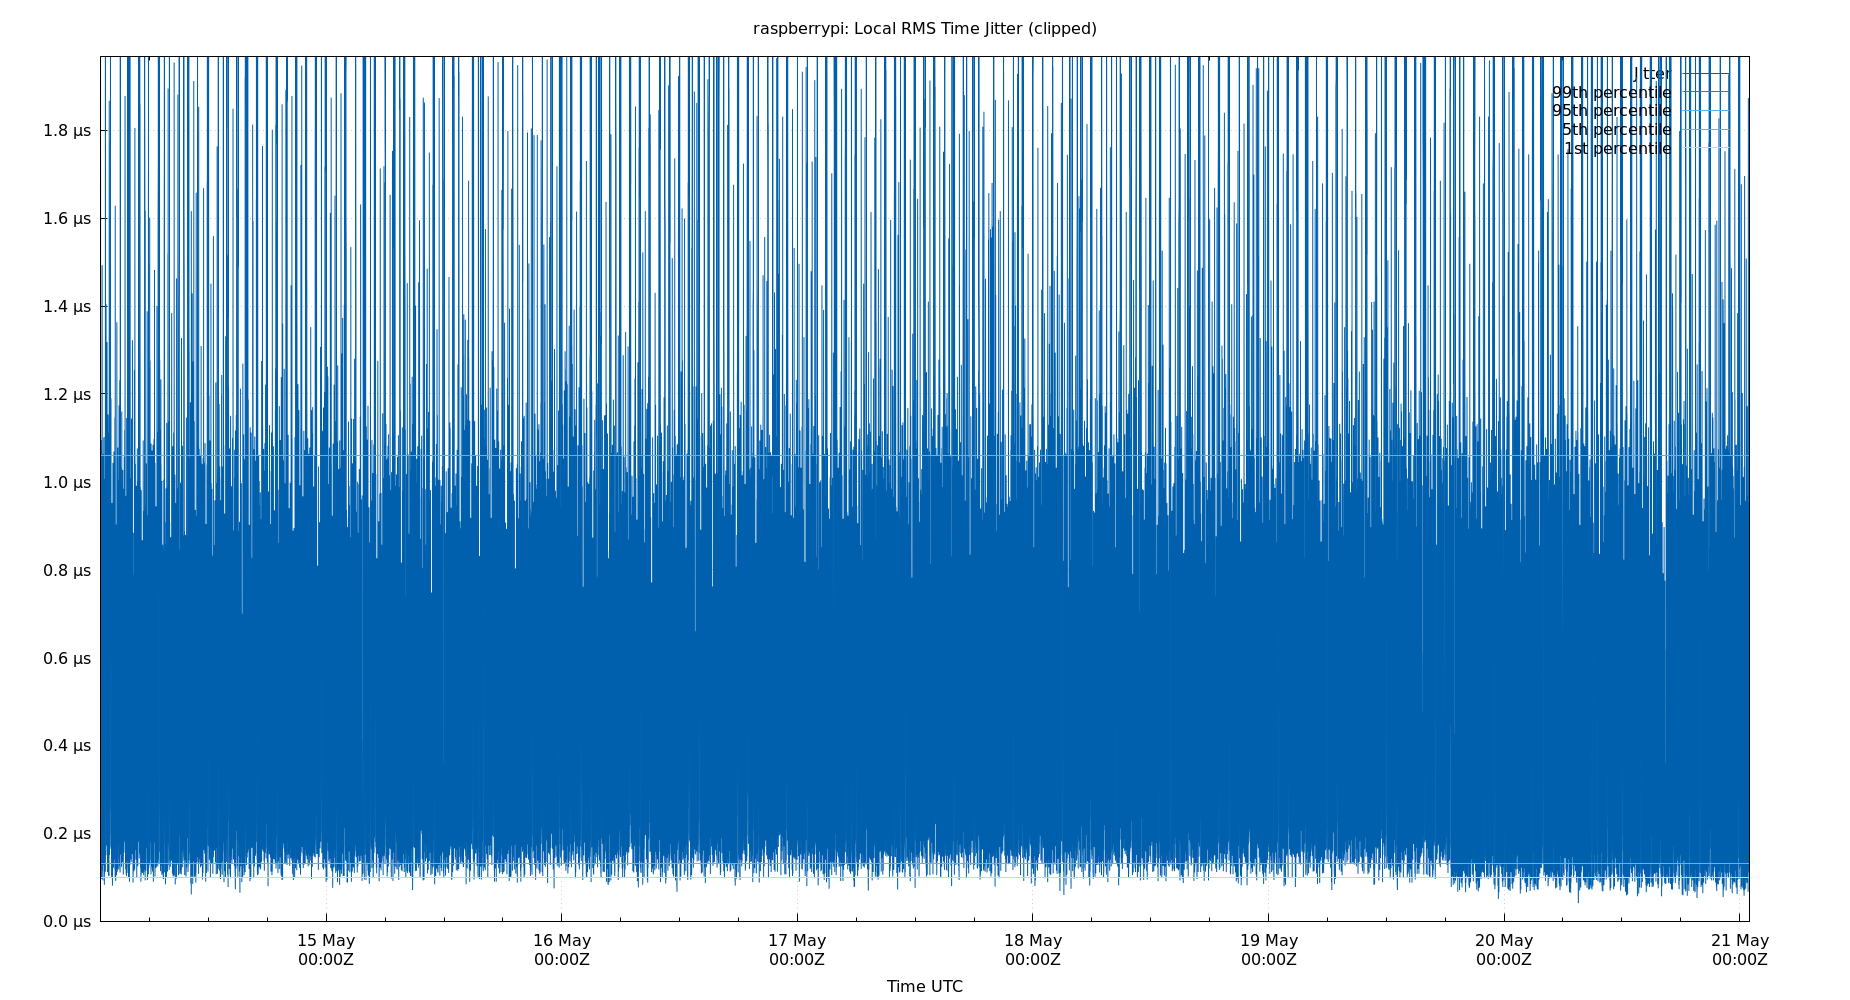 raspberrypi: Local RMS Time Jitter (clipped)
Jitter
99th percentile
95th percentile
5th percentile
1st percentile
1.8 µs
1.6 µs
1.4 µs
1.2 µs
1.0 µs
0.8 µs
0.6 µs
0.4 µs
0.2 µs
0.0 µs
15 May 16 May 17 May 18 May 19 May 20 May 21 May
00:00Z 00:00Z 00:00Z 00:00Z 00:00Z 00:00Z 00:00Z
Time UTC